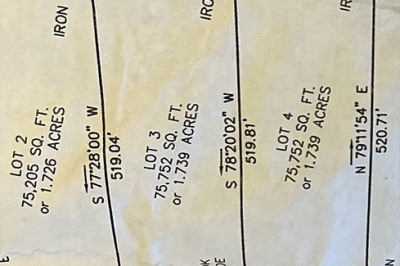 E
LOT 2
75,205 SQ. FT.
or 1.726 ACRES
IRON
S 77°28'00" W
519.04'
LOT 3
75,752 SQ. FT.
or 1.739 ACRES
S 78°20'02" W
519.81'
LOT 4
75,752 SQ. FT.
or 1.739 ACRES
N 79°11'54" E
520.71'